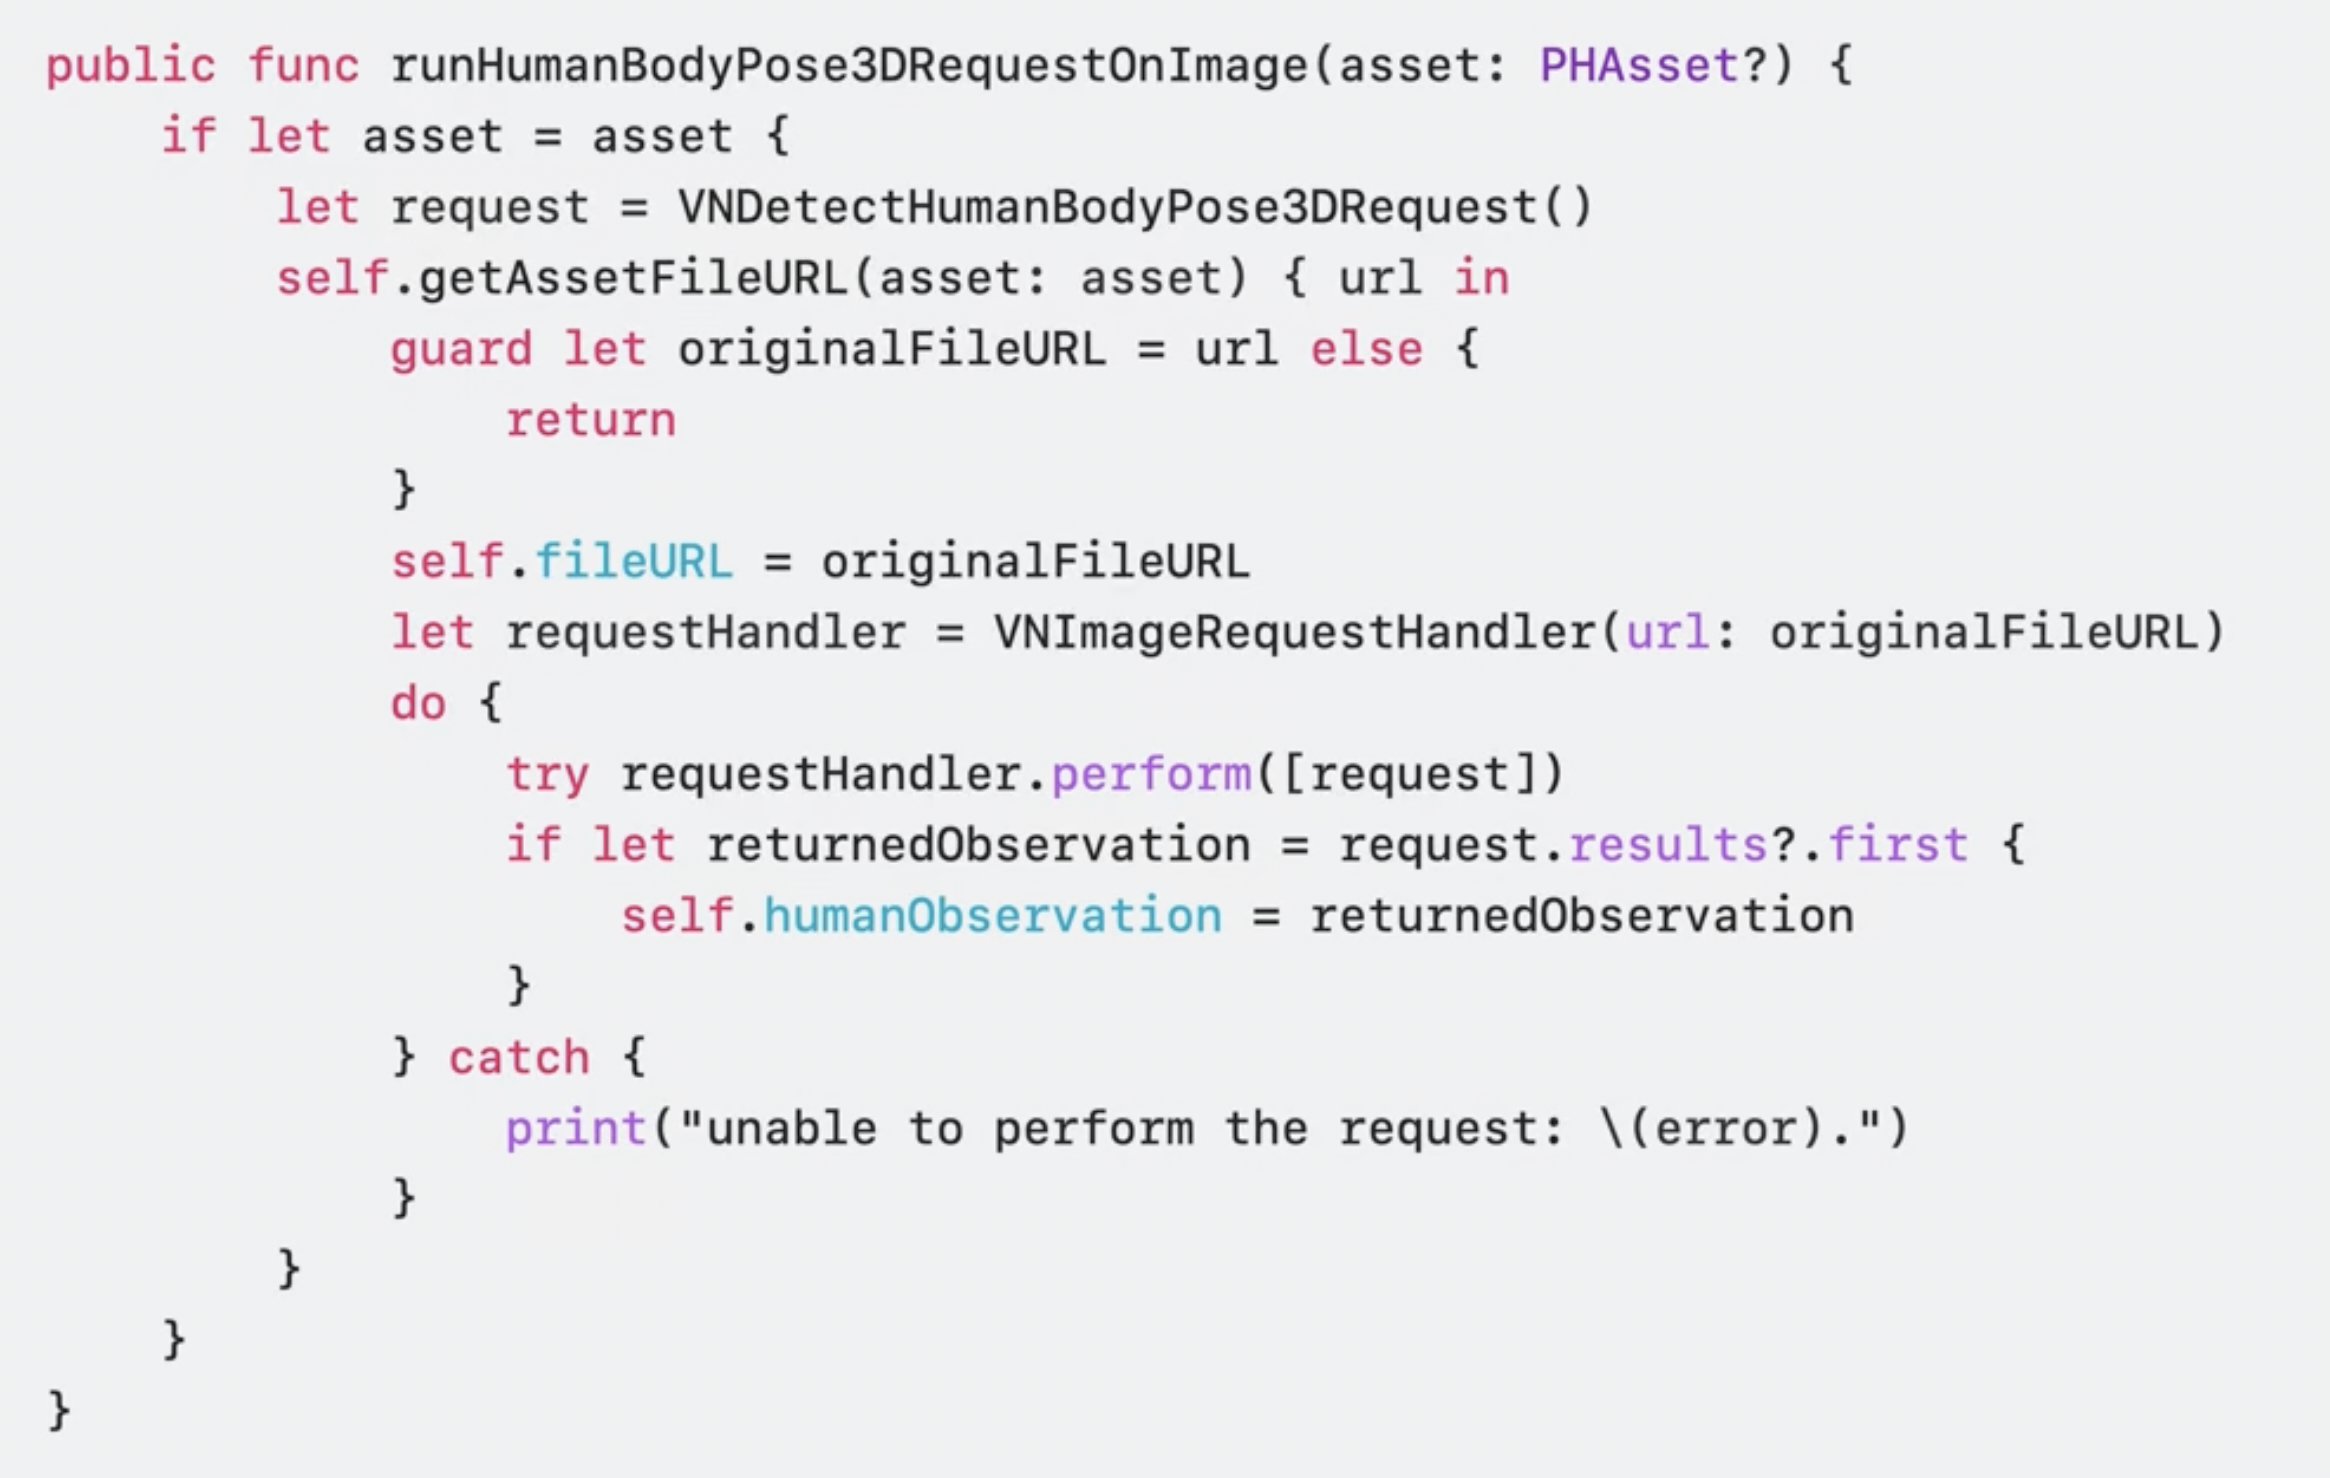 public func runHumanBodyPose3DRequestOnImage(asset: PHAsset?) {
    if let asset = asset {
        let request = VNDetectHumanBodyPose3DRequest()
        self.getAssetFileURL(asset: asset) { url in
            guard let originalFileURL = url else {
                return
            }
            self.fileURL = originalFileURL
            let requestHandler = VNImageRequestHandler(url: originalFileURL)
            do {
                try requestHandler.perform([request])
                if let returnedObservation = request.results?.first {
                    self.humanObservation = returnedObservation
                }
            } catch {
                print("unable to perform the request: \(error).")
            }
        }
    }
}